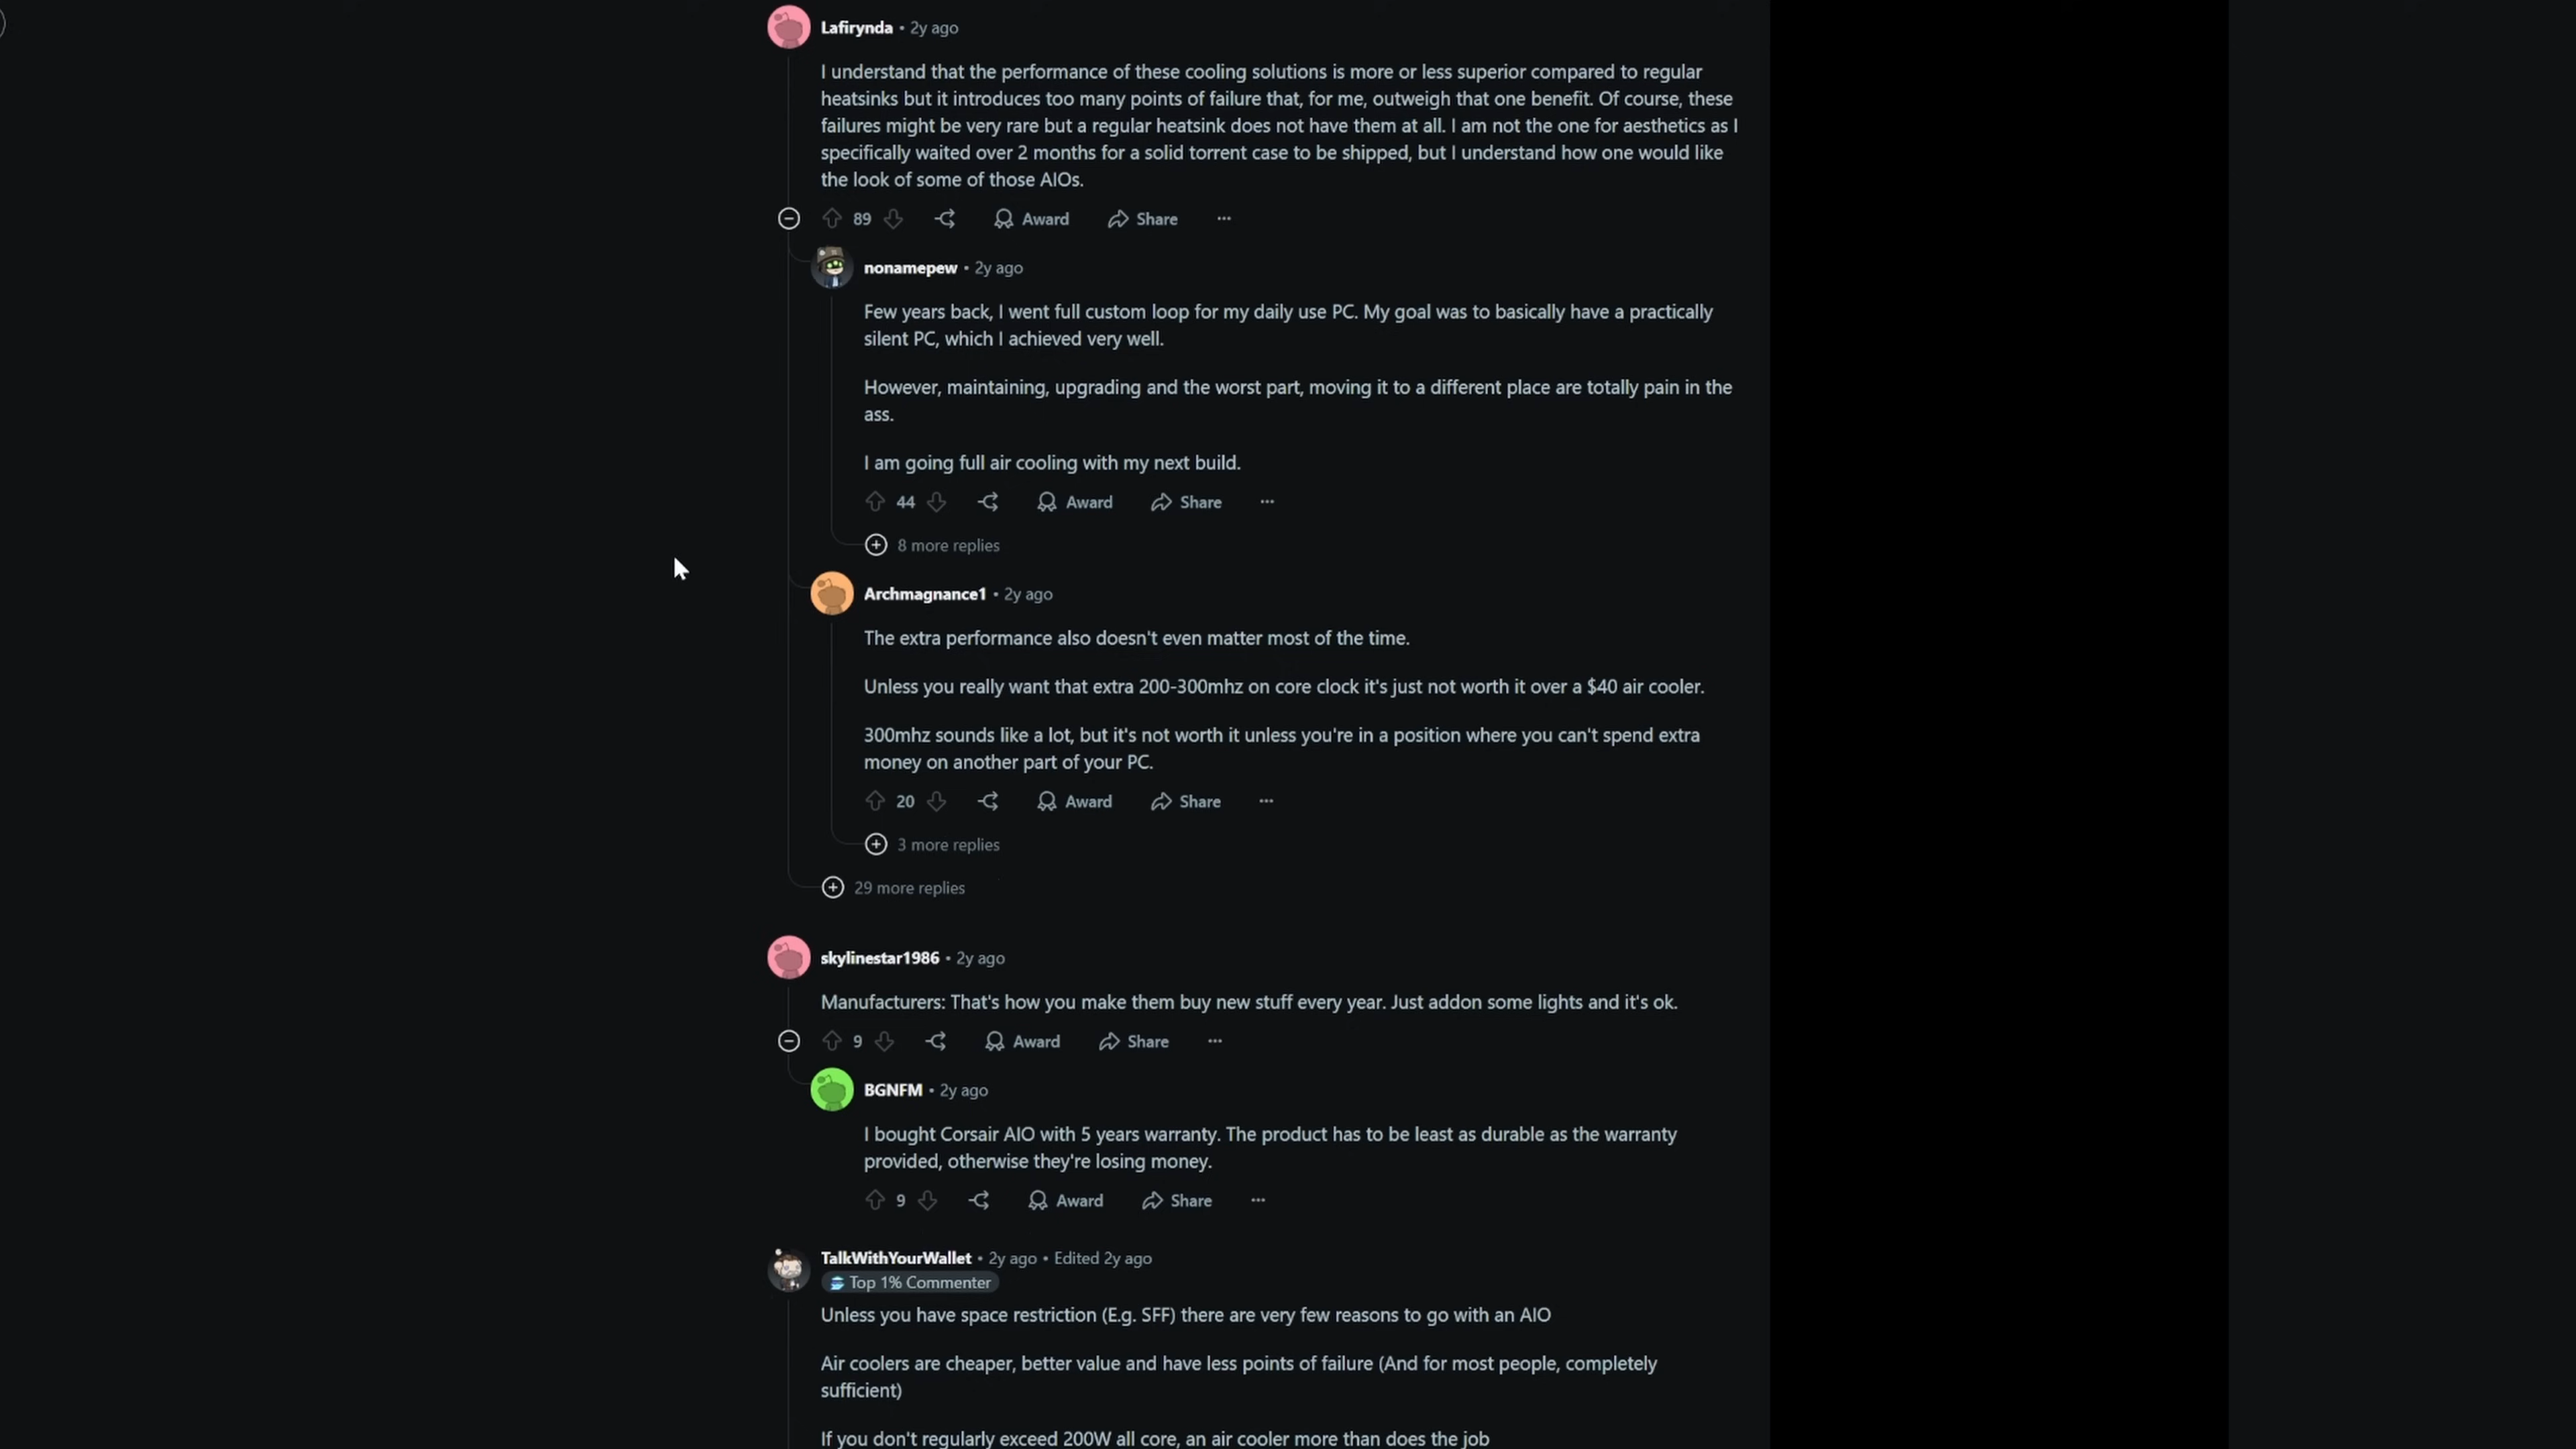 Lafirynda • 2y ago
I understand that the performance of these cooling solutions is more or less superior compared to regular
heatsinks but it introduces too many points of failure that, for me, outweigh that one benefit. Of course, these
failures might be very rare but a regular heatsink does not have them at all. I am not the one for aesthetics as I
specifically waited over 2 months for a solid torrent case to be shipped, but I understand how one would like
the look of some of those AIOs.
89 Award Share
nonamepew • 2y ago
Few years back, I went full custom loop for my daily use PC. My goal was to basically have a practically
silent PC, which I achieved very well.
However, maintaining, upgrading and the worst part, moving it to a different place are totally pain in the
ass.
I am going full air cooling with my next build.
44 Award Share
8 more replies
Archmagnance1 • 2y ago
The extra performance also doesn't even matter most of the time.
Unless you really want that extra 200-300mhz on core clock it's just not worth it over a $40 air cooler.
300mhz sounds like a lot, but it's not worth it unless you're in a position where you can't spend extra
money on another part of your PC.
20 Award Share
3 more replies
29 more replies
skylinestar1986 • 2y ago
Manufacturers: That's how you make them buy new stuff every year. Just addon some lights and it's ok.
9 Award Share
BGNFM • 2y ago
I bought Corsair AIO with 5 years warranty. The product has to be least as durable as the warranty
provided, otherwise they're losing money.
9 Award Share
TalkWithYourWallet • 2y ago • Edited 2y ago
Top 1% Commenter
Unless you have space restriction (E.g. SFF) there are very few reasons to go with an AIO
Air coolers are cheaper, better value and have less points of failure (And for most people, completely
sufficient)
If you don't regularly exceed 200W all core, an air cooler more than does the job